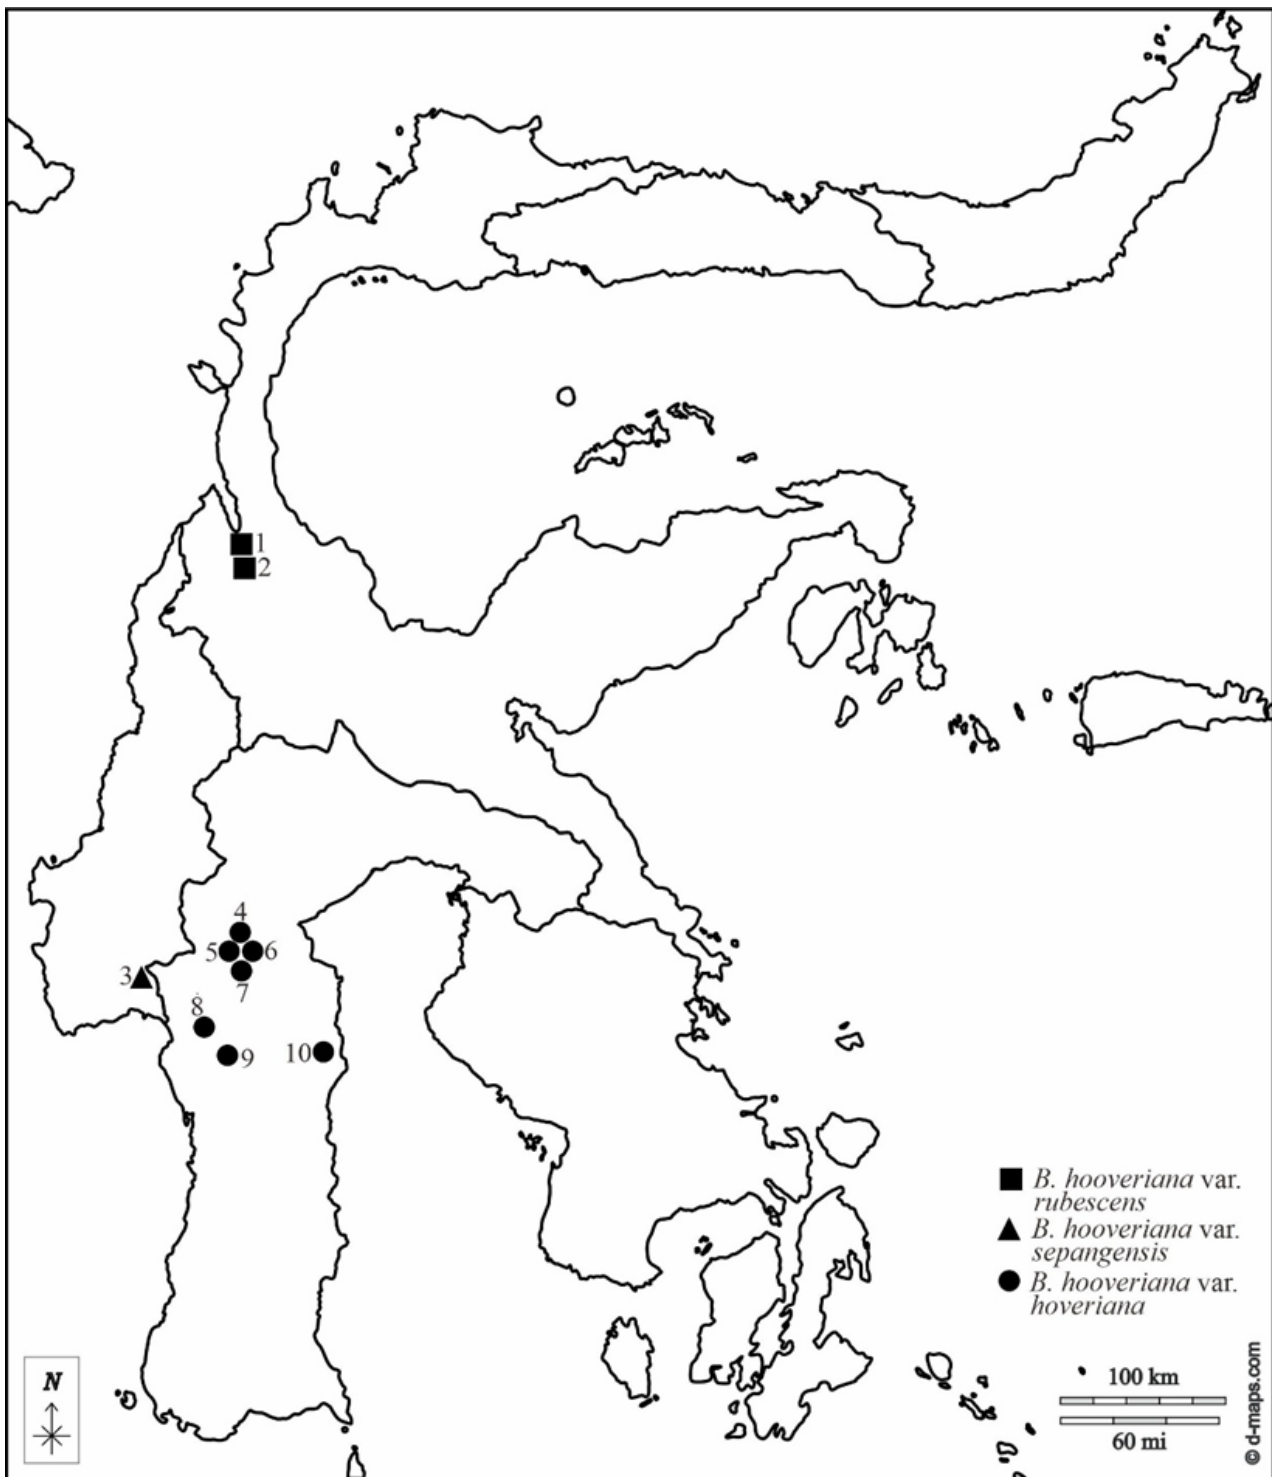 1
2
4
5
6
3
7
8
9
10
B. hooveriana var.
rubescens
B. hooveriana var.
sepangensis
B. hooveriana var.
hoveriana
N
100 km
60 mi
© d-maps.com